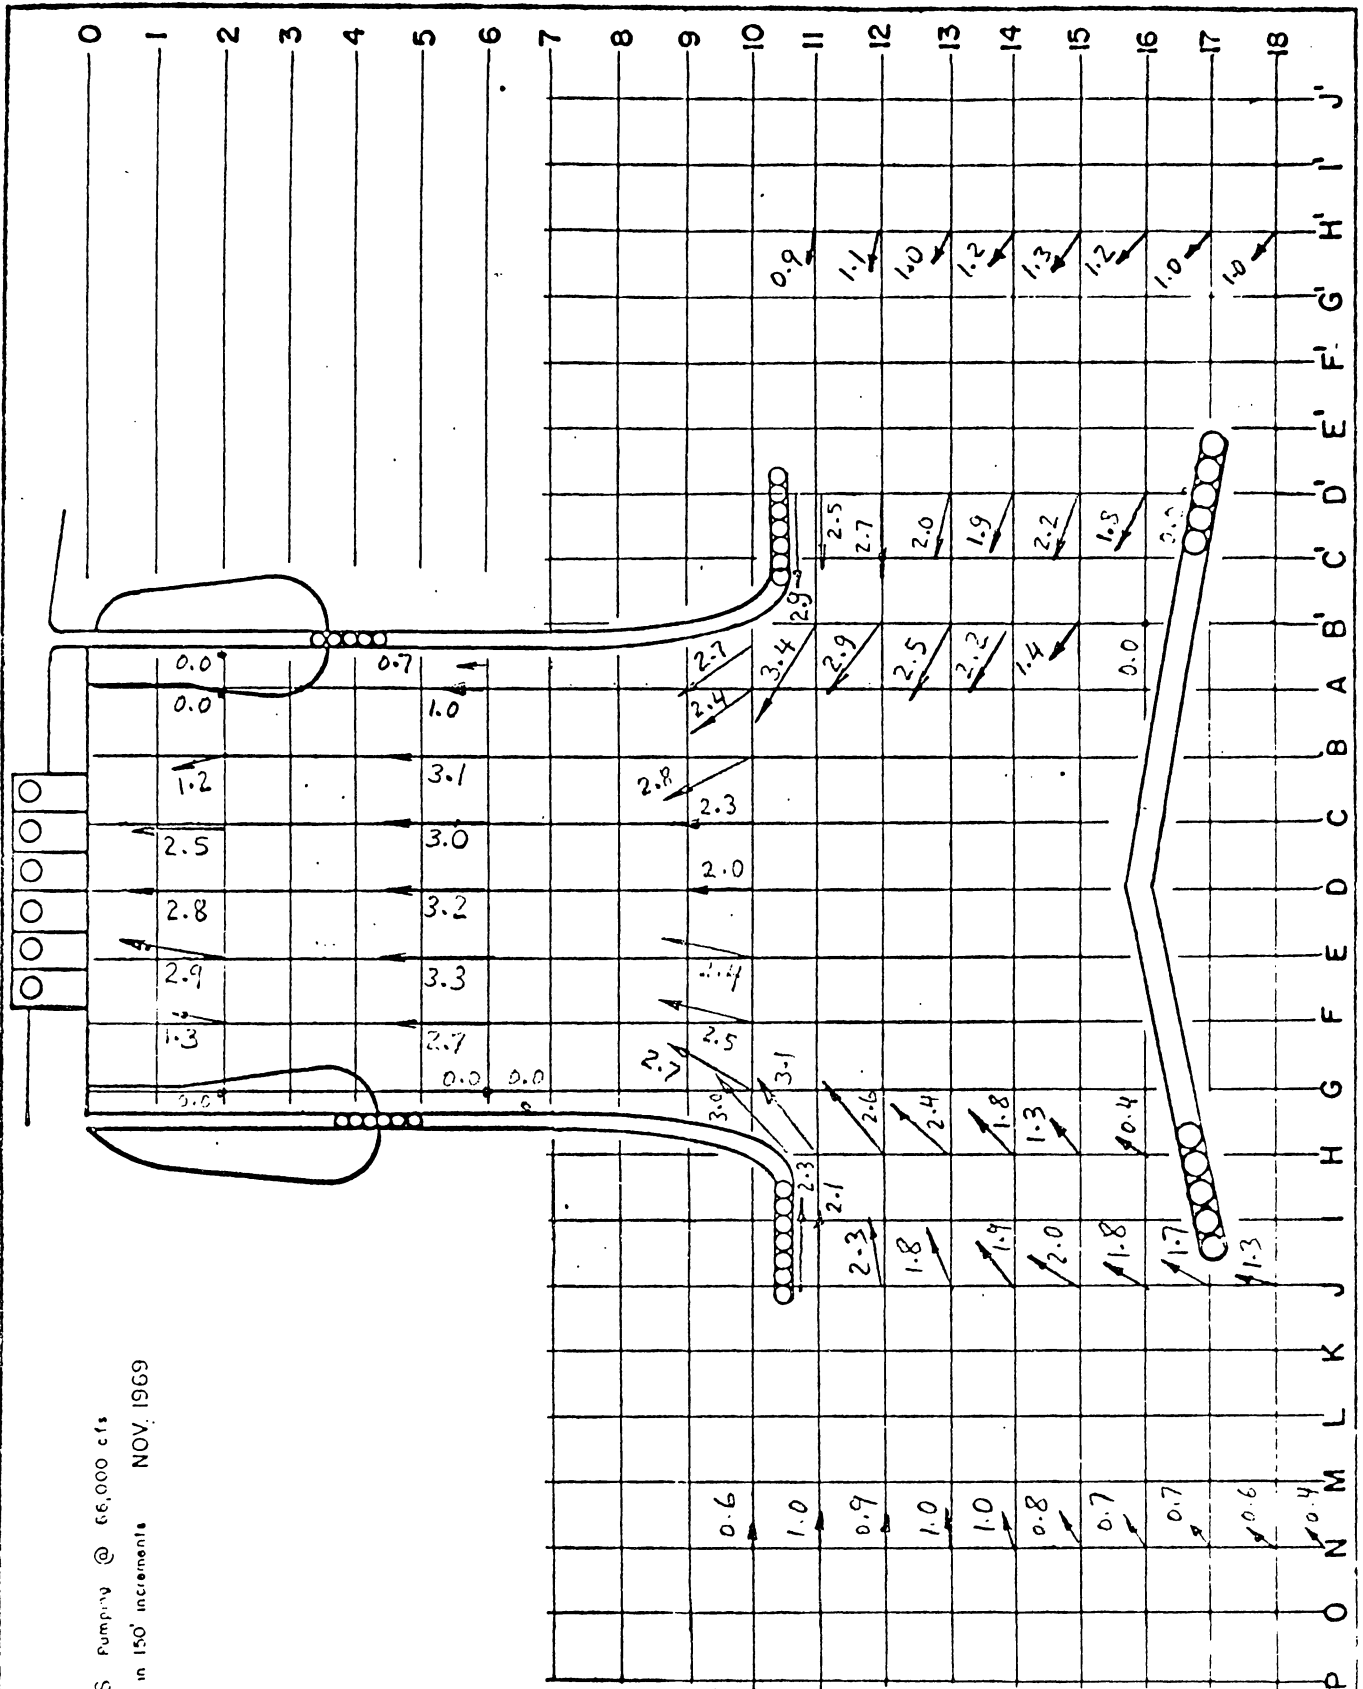 0 1 2 3 4 5 6 7 8 9 10 11 12 13 14 15 16 17 18
J' I' H' G' F' E' D' C' B' A B C D E F G H I J K L M N O P
0.9 1.1 1.0 1.2 1.3 1.2 1.0 1.0
2.5 2.7 2.0 1.9 2.2 1.8
2.9 3.4 2.9 2.5 2.2 1.4 0.0
0.0 0.7 2.7
0.0 1.0 2.4
1.2 3.1 2.8
2.5 3.0 2.3
2.8 3.2 2.0
2.9 3.3
1.3 2.7 2.5
0.0 0.0 0.0
3.0 3.1 2.6 2.4 1.8 1.3 0.4
2.3 2.1 2.3 1.8 1.9 2.0 1.8 1.7 1.3
0.6 1.0 0.9 1.0 1.0 0.8 0.7 0.7 0.6 0.4
Pumping @ 66,000 cfs
in 150' increments NOV. 1969